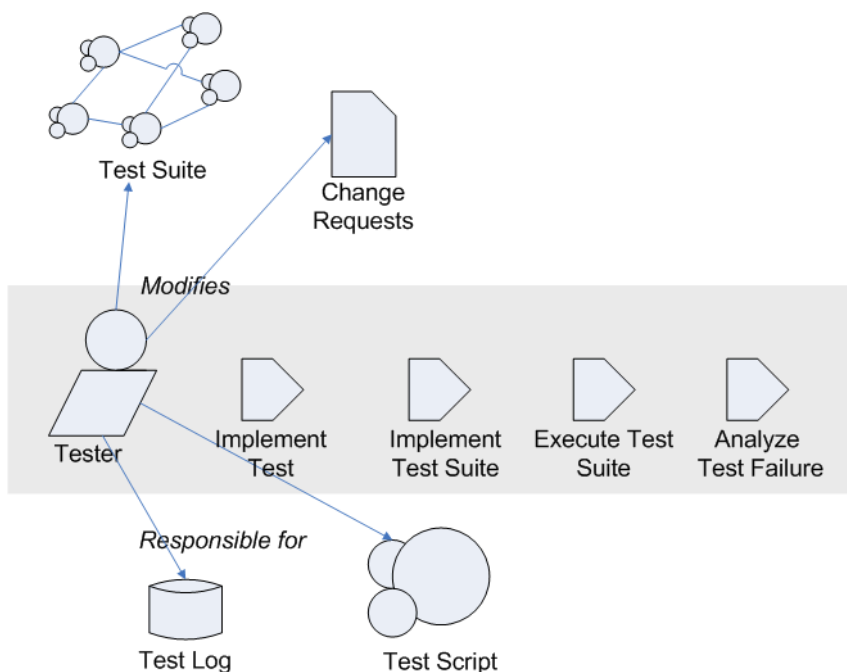 Test Suite
Change
Requests
Modifies
Tester
Implement
Test
Implement
Test Suite
Execute Test
Suite
Analyze
Test Failure
Responsible for
Test Log
Test Script